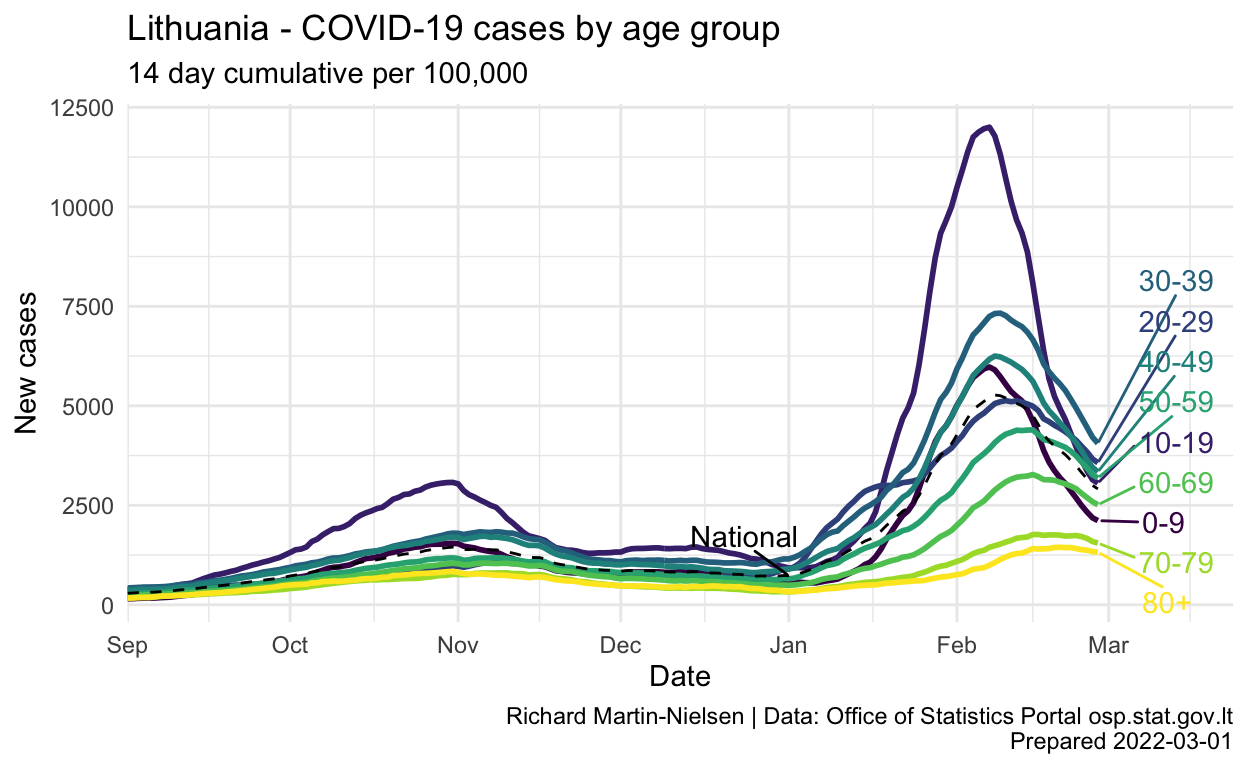 Lithuania - COVID-19 cases by age group
14 day cumulative per 100,000
12500
10000
7500
5000
2500
0
New cases
30-39
20-29
40-49
50-59
10-19
60-69
0-9
70-79
80+
National
Sep Oct Nov Dec Jan Feb Mar
Date
Richard Martin-Nielsen | Data: Office of Statistics Portal osp.stat.gov.lt
Prepared 2022-03-01